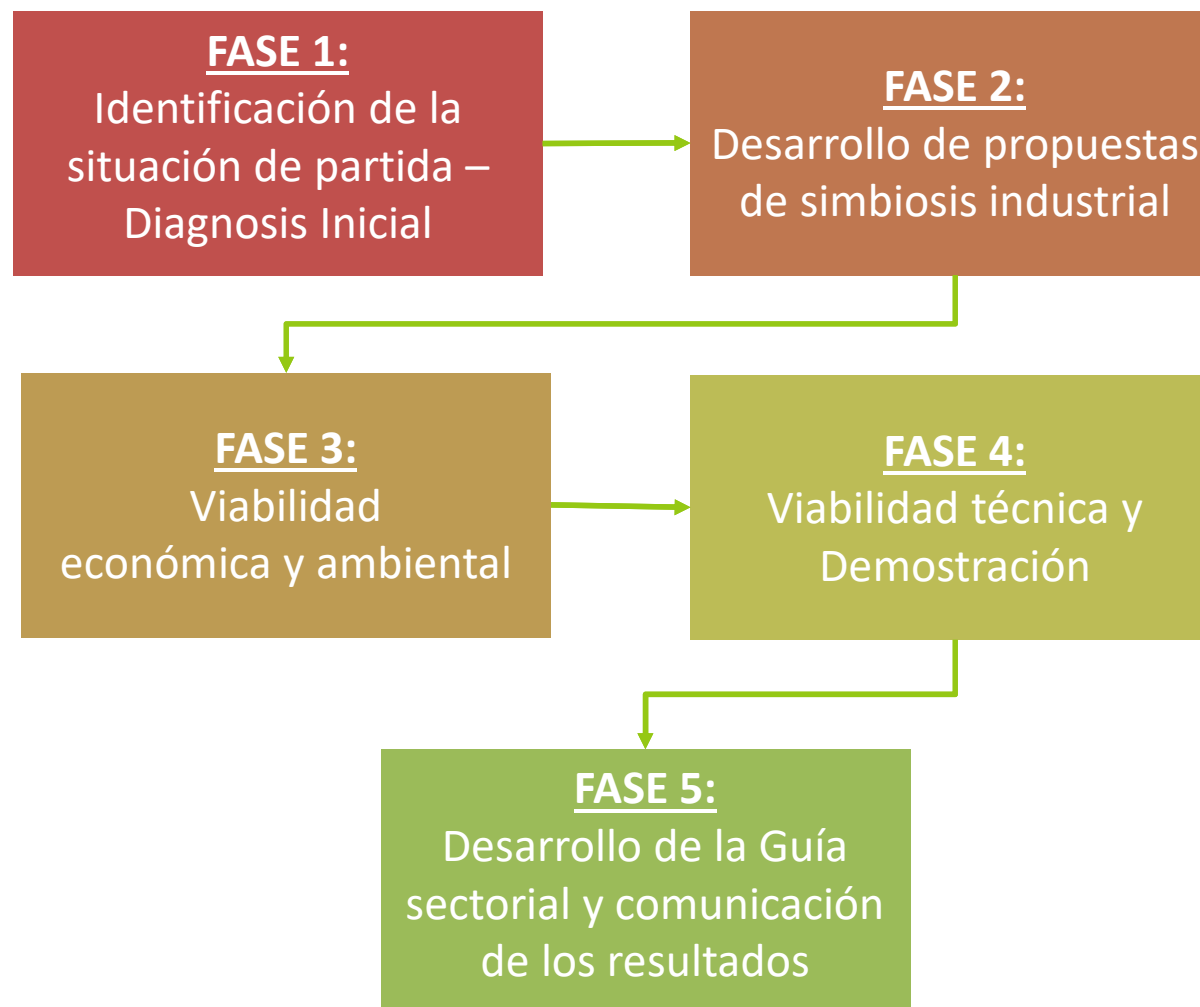 FASE 1:
Identificación de la
situación de partida –
Diagnosis Inicial
FASE 2:
Desarrollo de propuestas
de simbiosis industrial
FASE 3:
Viabilidad
económica y ambiental
FASE 4:
Viabilidad técnica y
Demostración
FASE 5:
Desarrollo de la Guía
sectorial y comunicación
de los resultados